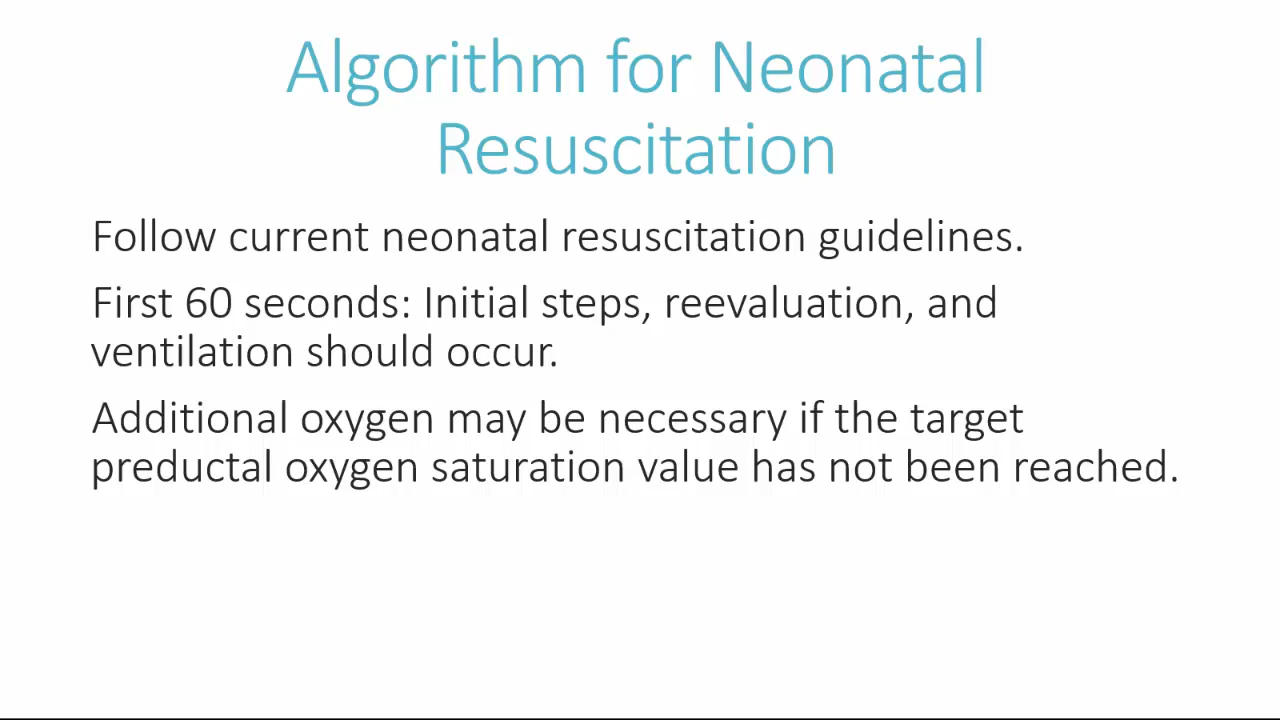 Algorithm for Neonatal
Resuscitation
Follow current neonatal resuscitation guidelines.
First 60 seconds: Initial steps, reevaluation, and
ventilation should occur.
Additional oxygen may be necessary if the target
preductal oxygen saturation value has not been reached.